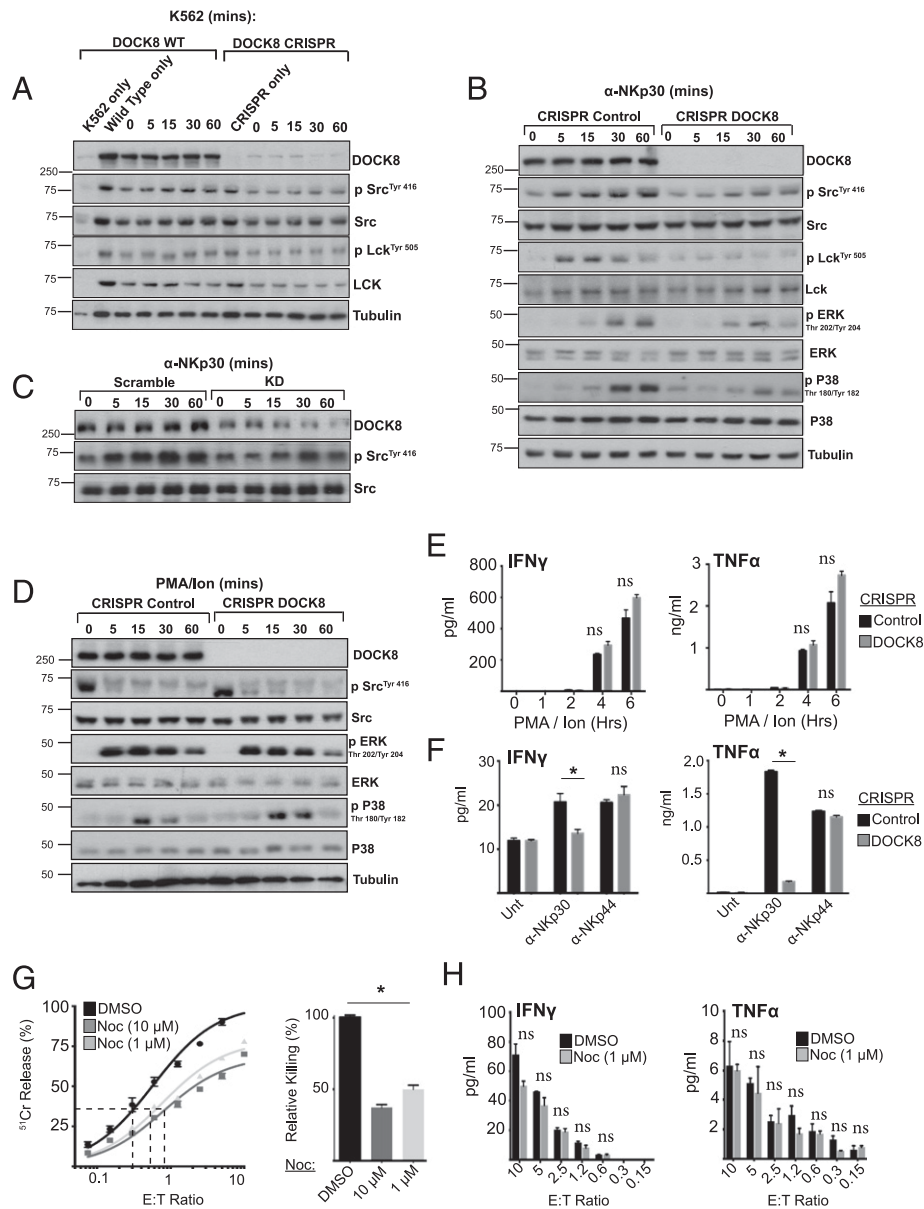 K562 (mins):
DOCK8 WT
DOCK8 CRISPR
A
K562 only
Wild Type only
0 5 15 30 60
CRISPR only
0 5 15 30 60
DOCK8
250
p Src Tyr 416
75
Src
75
p Lck Tyr 505
75
LCK
75
Tubulin
75
B
α-NKp30 (mins)
CRISPR Control
CRISPR DOCK8
0 5 15 30 60 0 5 15 30 60
DOCK8
250
p Src Tyr 416
75
Src
75
p Lck Tyr 505
75
Lck
75
p ERK
Thr 202/Tyr 204
50
ERK
50
p P38
Thr 180/Tyr 182
50
P38
50
Tubulin
75
C
α-NKp30 (mins)
Scramble
KD
0 5 15 30 60 0 5 15 30 60
DOCK8
250
p Src Tyr 416
75
Src
75
D
PMA/Ion (mins)
CRISPR Control
CRISPR DOCK8
0 5 15 30 60 0 5 15 30 60
DOCK8
250
p Src Tyr 416
75
Src
75
p ERK
Thr 202/Tyr 204
50
ERK
50
p P38
Thr 180/Tyr 182
50
P38
50
Tubulin
50
E
IFNγ
800
600
400
200
pg/ml
ns
ns
0 1 2 4 6
PMA / Ion (Hrs)
TNFα
3
2
1
ng/ml
ns
ns
0 1 2 4 6
PMA / Ion (Hrs)
CRISPR
Control
DOCK8
F
IFNγ
30
20
10
pg/ml
*
ns
Unt
α-NKp30
α-NKp44
TNFα
2.0
1.0
0.5
ng/ml
*
ns
Unt
α-NKp30
α-NKp44
CRISPR
Control
DOCK8
G
100
75
50
25
51Cr Release (%)
DMSO
Noc (10 µM)
Noc (1 µM)
0.1 1 10
E:T Ratio
*
100
50
Relative Killing (%)
Noc:
DMSO
10 µM
1 µM
H
IFNγ
100
80
60
40
20
0
pg/ml
DMSO
Noc (1 µM)
ns
ns
ns
ns
ns
10 5 2.5 1.2 0.6 0.3 0.15
E:T Ratio
TNFα
10
8
6
4
2
0
pg/ml
DMSO
Noc (1 µM)
ns
ns
ns
ns
ns
ns
ns
10 5 2.5 1.2 0.6 0.3 0.15
E:T Ratio